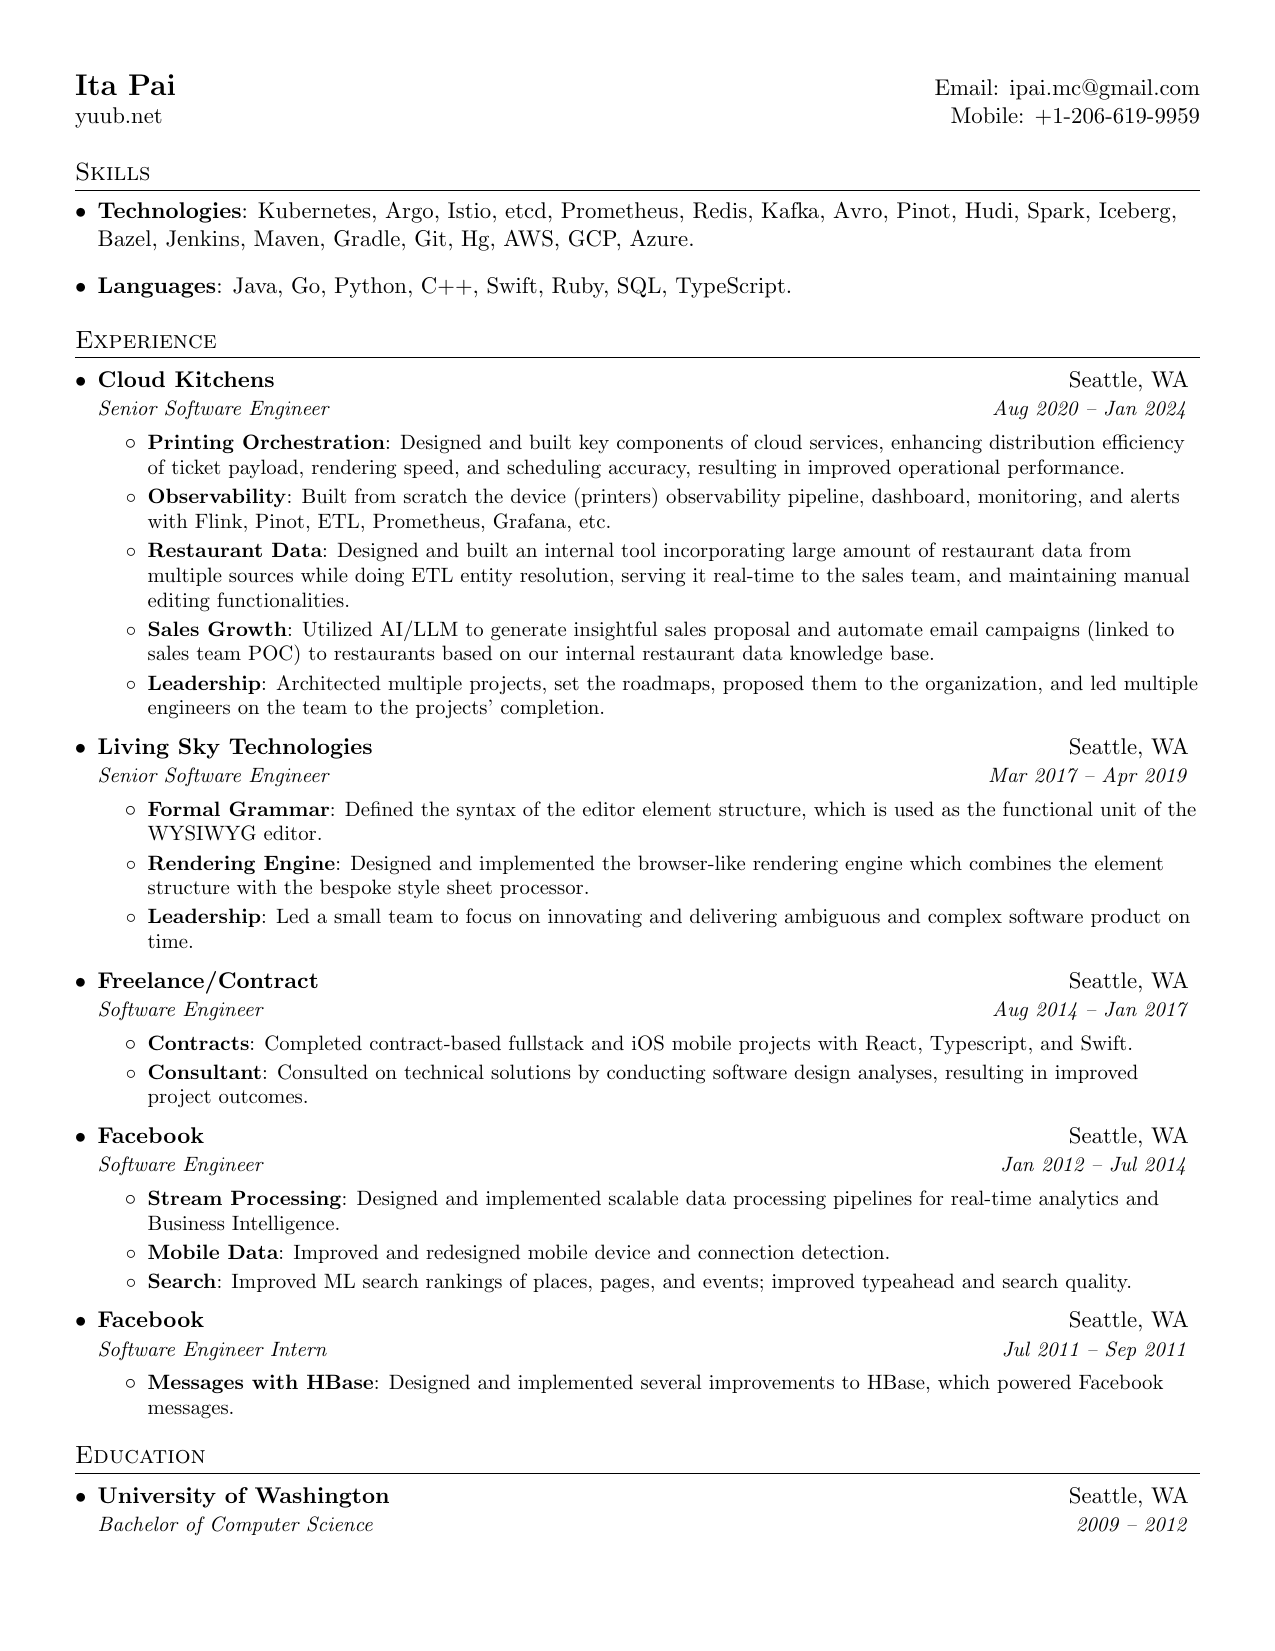 Ita Pai
Email: ipai.mc@gmail.com
yuub.net
Mobile: +1-206-619-9959
Skills
• Technologies: Kubernetes, Argo, Istio, etcd, Prometheus, Redis, Kafka, Avro, Pinot, Hudi, Spark, Iceberg,
Bazel, Jenkins, Maven, Gradle, Git, Hg, AWS, GCP, Azure.
• Languages: Java, Go, Python, C++, Swift, Ruby, SQL, TypeScript.
Experience
• Cloud Kitchens Seattle, WA
Senior Software Engineer Aug 2020 – Jan 2024
◦ Printing Orchestration: Designed and built key components of cloud services, enhancing distribution efficiency
of ticket payload, rendering speed, and scheduling accuracy, resulting in improved operational performance.
◦ Observability: Built from scratch the device (printers) observability pipeline, dashboard, monitoring, and alerts
with Flink, Pinot, ETL, Prometheus, Grafana, etc.
◦ Restaurant Data: Designed and built an internal tool incorporating large amount of restaurant data from
multiple sources while doing ETL entity resolution, serving it real-time to the sales team, and maintaining manual
editing functionalities.
◦ Sales Growth: Utilized AI/LLM to generate insightful sales proposal and automate email campaigns (linked to
sales team POC) to restaurants based on our internal restaurant data knowledge base.
◦ Leadership: Architected multiple projects, set the roadmaps, proposed them to the organization, and led multiple
engineers on the team to the projects' completion.
• Living Sky Technologies Seattle, WA
Senior Software Engineer Mar 2017 – Apr 2019
◦ Formal Grammar: Defined the syntax of the editor element structure, which is used as the functional unit of the
WYSIWYG editor.
◦ Rendering Engine: Designed and implemented the browser-like rendering engine which combines the element
structure with the bespoke style sheet processor.
◦ Leadership: Led a small team to focus on innovating and delivering ambiguous and complex software product on
time.
• Freelance/Contract Seattle, WA
Software Engineer Aug 2014 – Jan 2017
◦ Contracts: Completed contract-based fullstack and iOS mobile projects with React, Typescript, and Swift.
◦ Consultant: Consulted on technical solutions by conducting software design analyses, resulting in improved
project outcomes.
• Facebook Seattle, WA
Software Engineer Jan 2012 – Jul 2014
◦ Stream Processing: Designed and implemented scalable data processing pipelines for real-time analytics and
Business Intelligence.
◦ Mobile Data: Improved and redesigned mobile device and connection detection.
◦ Search: Improved ML search rankings of places, pages, and events; improved typeahead and search quality.
• Facebook Seattle, WA
Software Engineer Intern Jul 2011 – Sep 2011
◦ Messages with HBase: Designed and implemented several improvements to HBase, which powered Facebook
messages.
Education
• University of Washington Seattle, WA
Bachelor of Computer Science 2009 – 2012